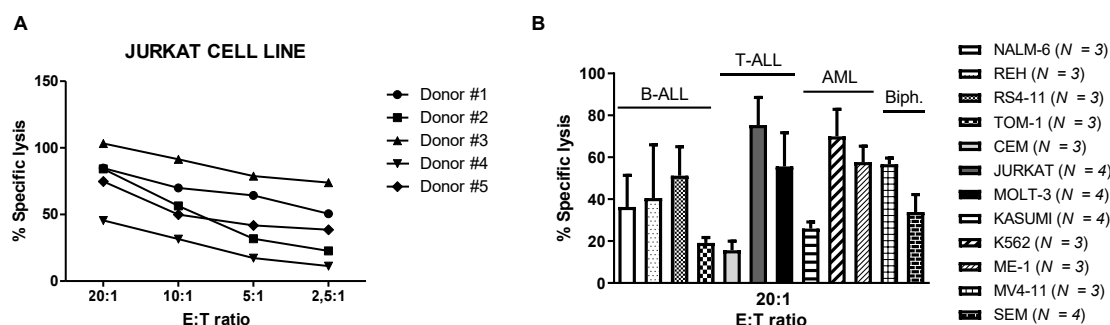 A
JURKAT CELL LINE
% Specific lysis
150
100
50
0
20:1
10:1
5:1
2,5:1
E:T ratio
Donor #1
Donor #2
Donor #3
Donor #4
Donor #5
B
% Specific lysis
100
80
60
40
20
0
B-ALL
T-ALL
AML
Biph.
20:1
E:T ratio
NALM-6 (N = 3)
REH (N = 3)
RS4-11 (N = 3)
TOM-1 (N = 3)
CEM (N = 3)
JURKAT (N = 4)
MOLT-3 (N = 4)
KASUMI (N = 4)
K562 (N = 3)
ME-1 (N = 3)
MV4-11 (N = 3)
SEM (N = 4)